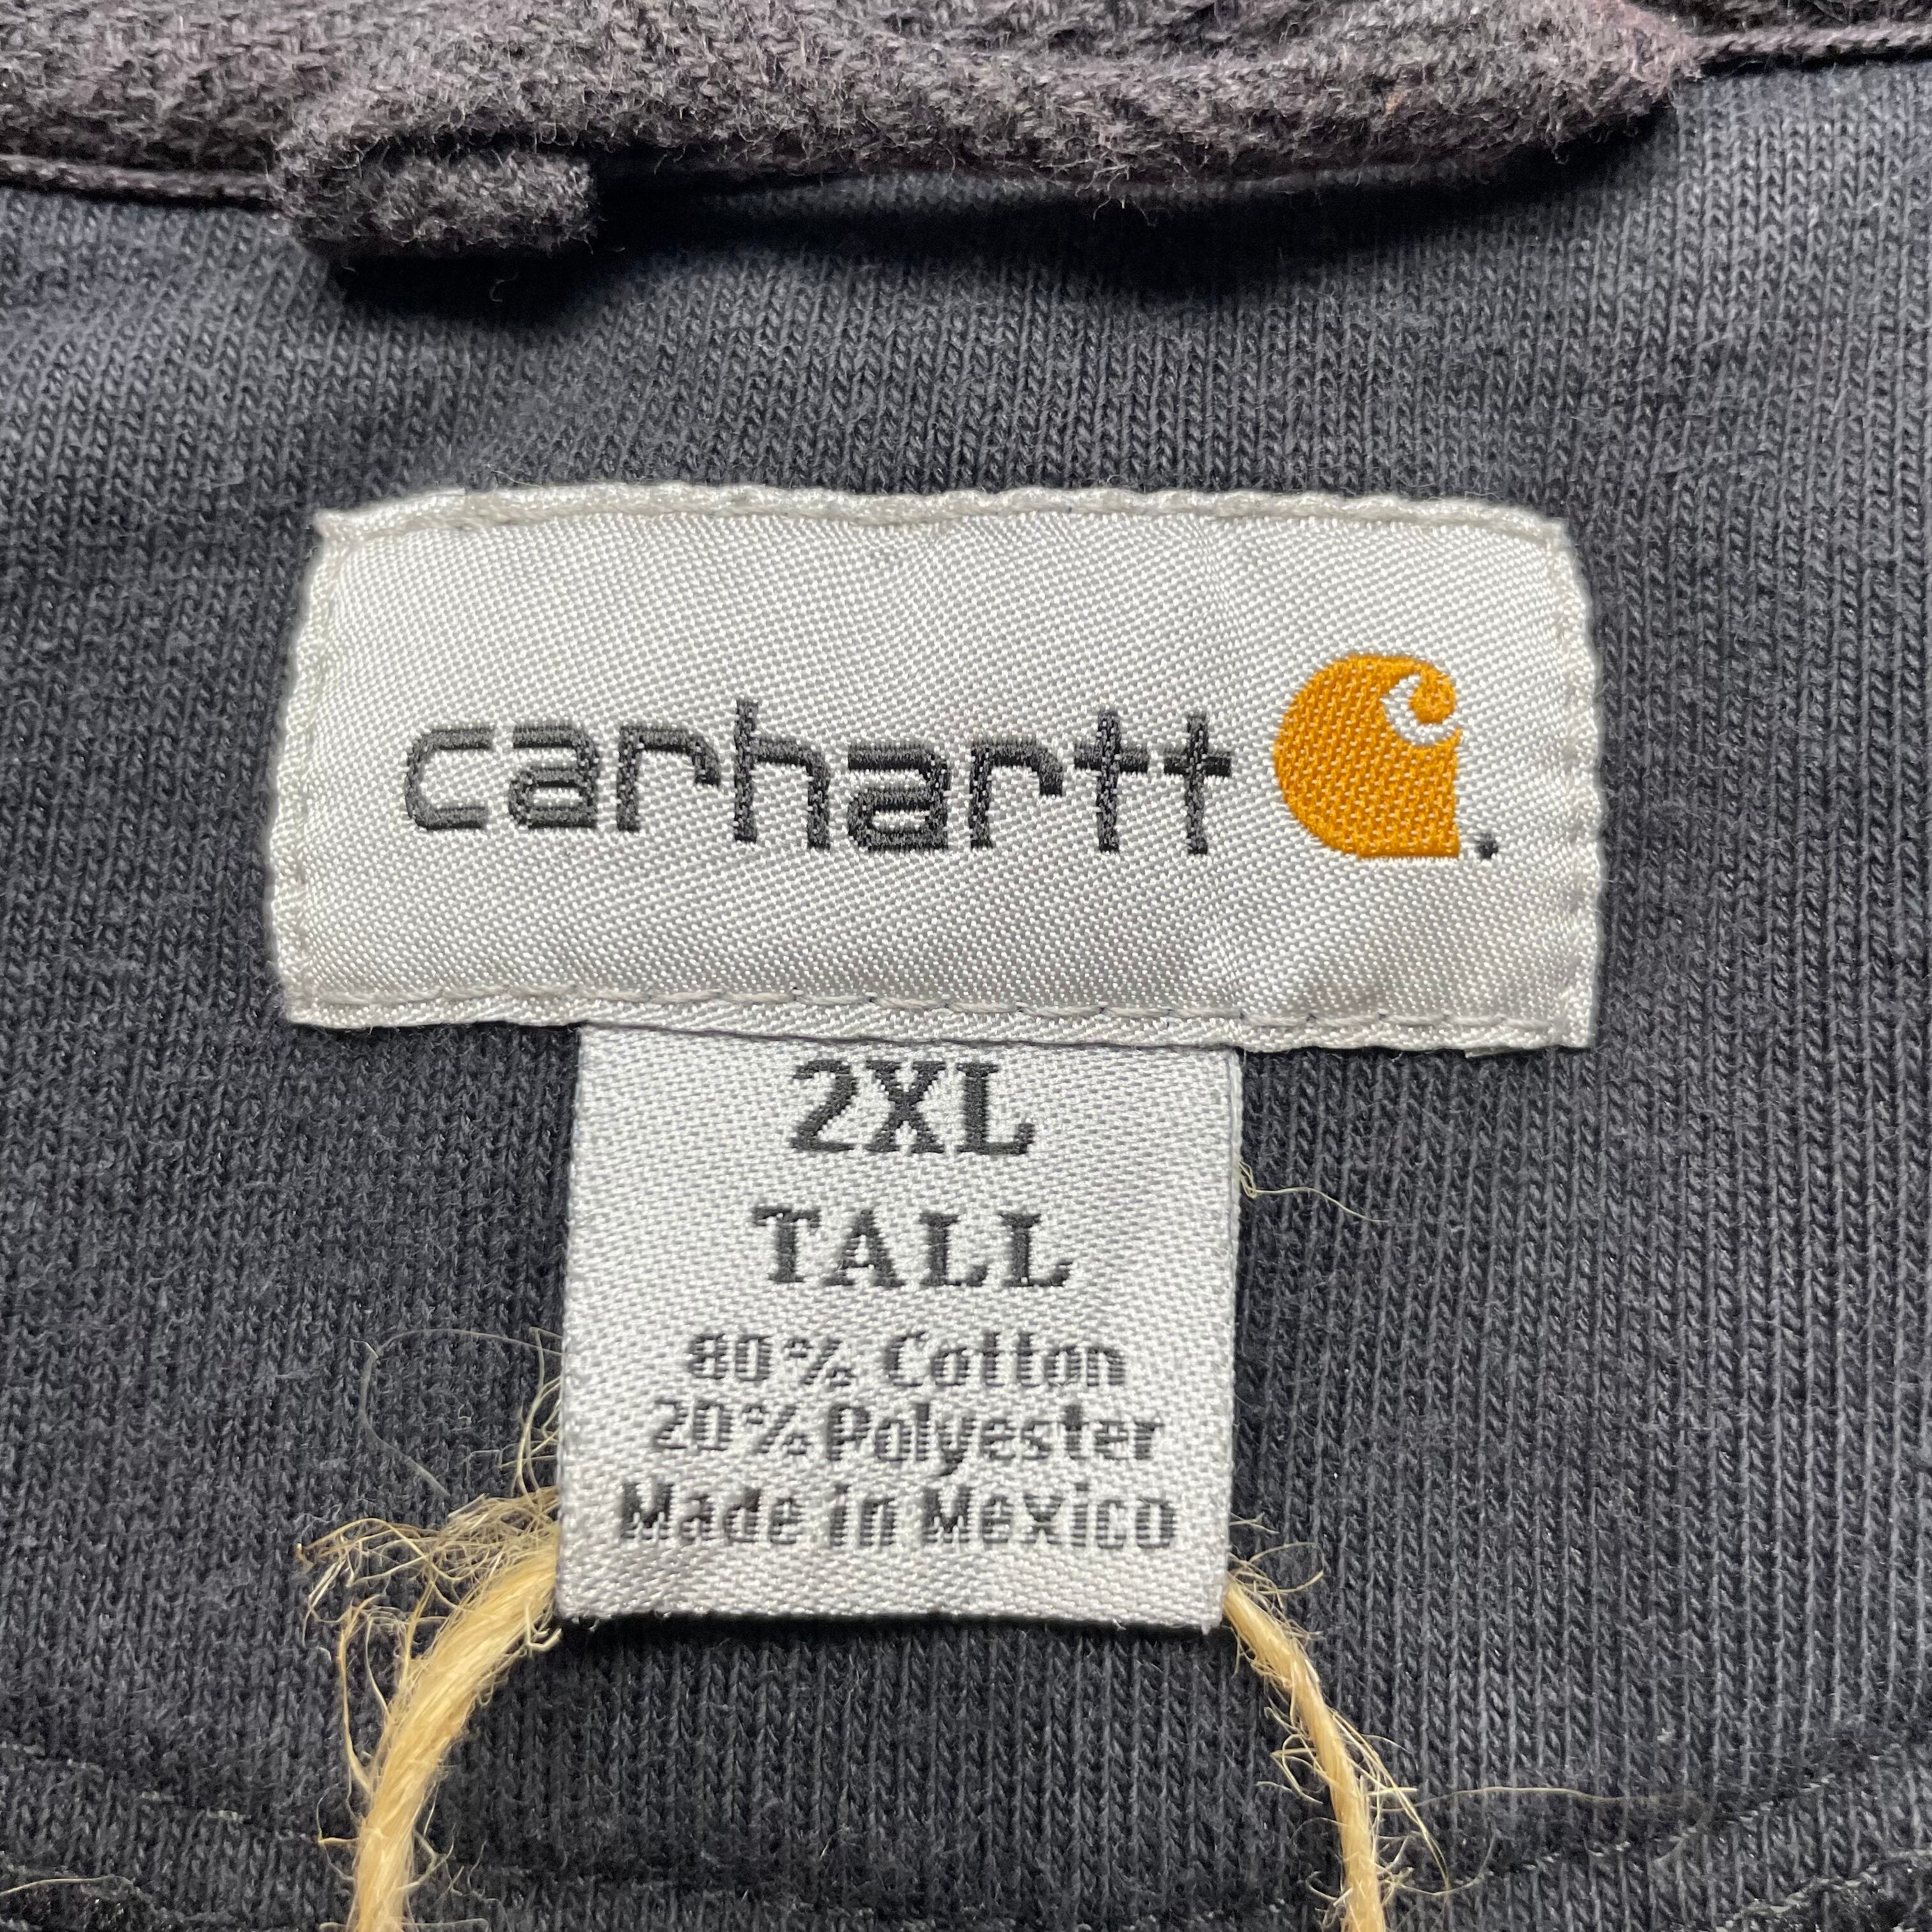 carhartt
2XL
TALL
80% Cotton
20% Polyester
Made in Mexico